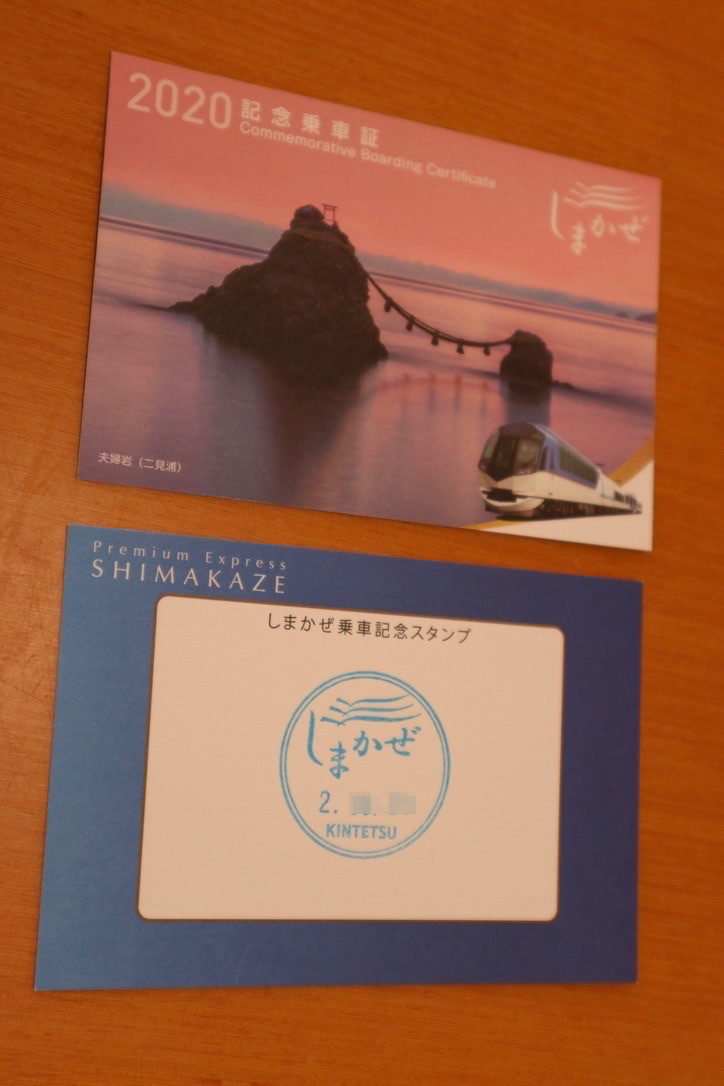 2020 記念乗車証
Commemorative Boarding Certificate
しまかぜ
夫婦岩(二見浦)
Premium Express
SHIMAKAZE
しまかぜ乗車記念スタンプ
しまかぜ
2.
KINTETSU